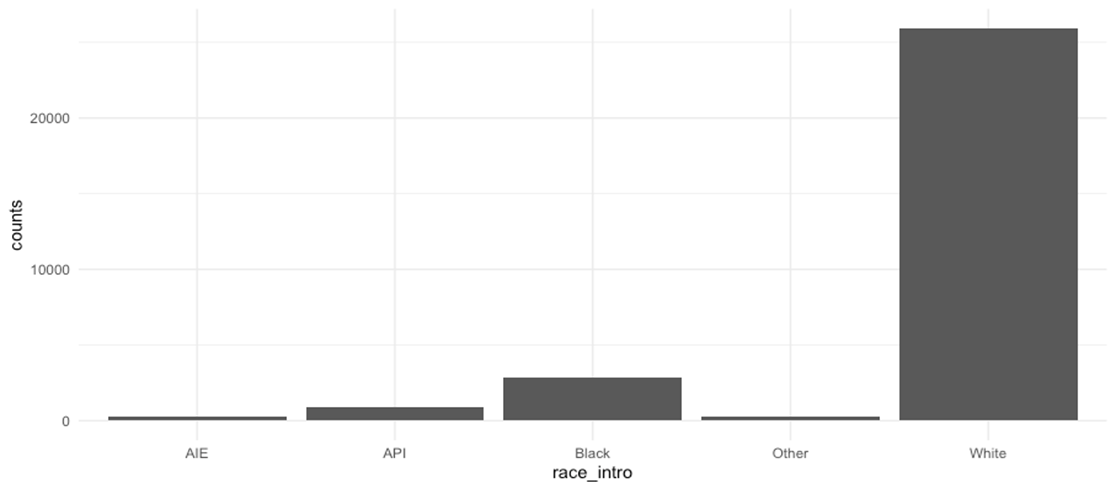 20000
counts
10000
0
AIE API Black Other White
race_intro